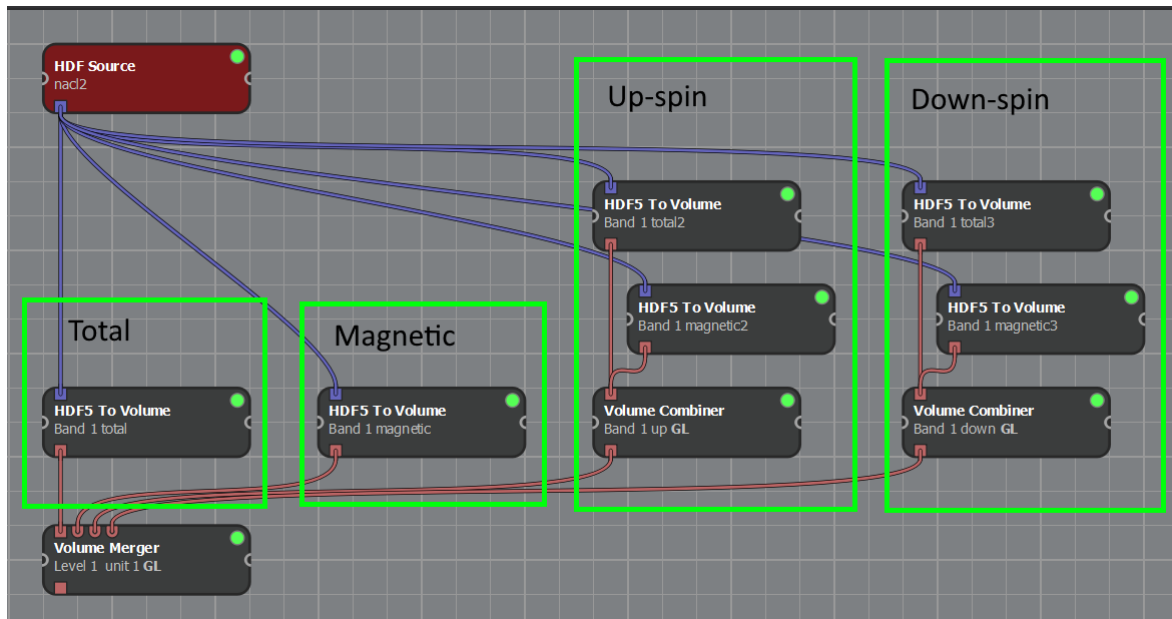 HDF Source
nacl2
Up-spin
Down-spin
HDF5 To Volume
Band 1 total2
HDF5 To Volume
Band 1 total3
HDF5 To Volume
Band 1 magnetic2
HDF5 To Volume
Band 1 magnetic3
Total
Magnetic
HDF5 To Volume
Band 1 total
HDF5 To Volume
Band 1 magnetic
Volume Combiner
Band 1 up GL
Volume Combiner
Band 1 down GL
Volume Merger
Level 1 unit 1 GL